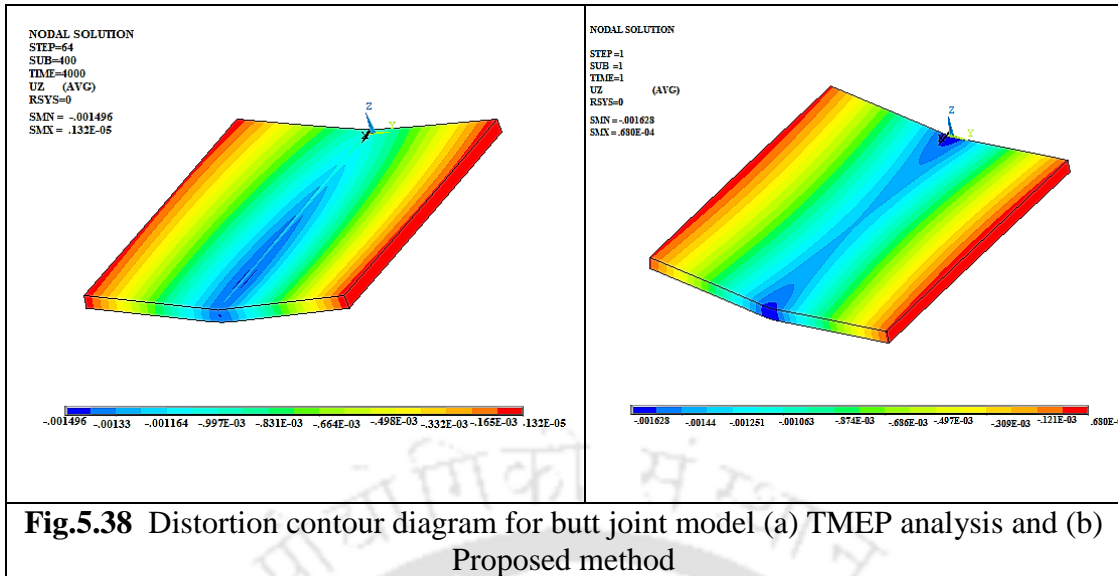 NODAL SOLUTION
STEP=64
SUB=400
TIME=4000
UZ (AVG)
RSYS=0
SMN = -.001496
SMX = .132E-05
Z
X
Y
-.001496 -.00133 -.001164 -.997E-03 -.831E-03 -.664E-03 -.498E-03 -.332E-03 -.165E-03 .132E-05
NODAL SOLUTION
STEP=1
SUB =1
TIME=1
UZ (AVG)
RSYS=0
SMN =-.001628
SMX=.680E-04
Z
X
Y
-.001628 -.00144 -.001251 -.001063 -.874E-03 -.686E-03 -.497E-03 -.309E-03 -.121E-03 .680E-0
Fig.5.38 Distortion contour diagram for butt joint model (a) TMEP analysis and (b)
Proposed method